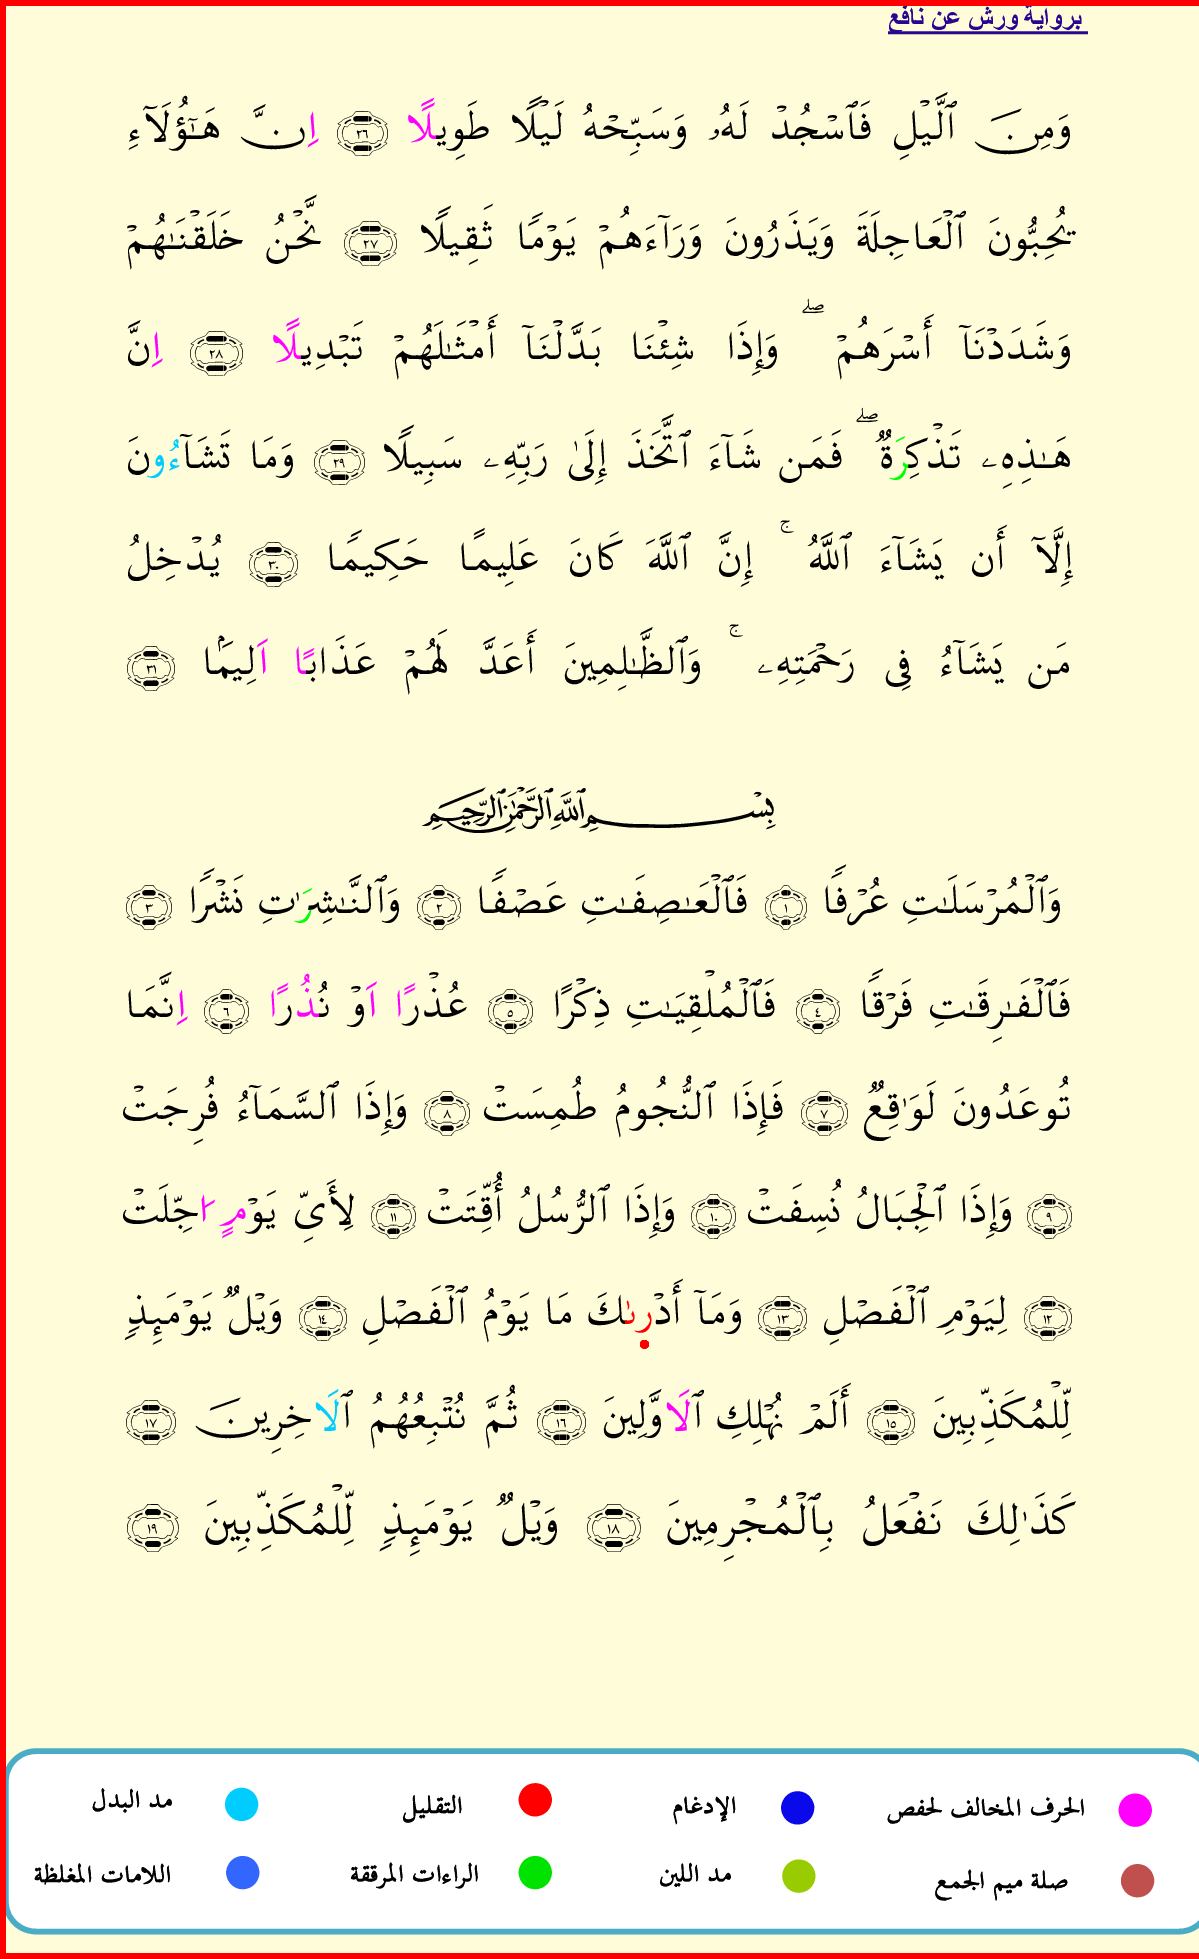 برواية ورش عن نافع
وَمِنَ ٱلَّيْلِ فَٱسْجُدْ لَهُۥ وَسَبِّحْهُ لَيْلًا طَوِيلًا ٢٦ اِنَّ هَـٰٓؤُلَآءِ
يُحِبُّونَ ٱلْعَاجِلَةَ وَيَذَرُونَ وَرَآءَهُمْ يَوْمًا ثَقِيلًا ٢٧ نَّحْنُ خَلَقْنَـٰهُمْ
وَشَدَدْنَآ أَسْرَهُمْ ۖ وَإِذَا شِئْنَا بَدَّلْنَآ أَمْثَـٰلَهُمْ تَبْدِيلًا ٢٨ اِنَّ
هَـٰذِهِۦ تَذْكِرَةٌ ۖ فَمَن شَآءَ ٱتَّخَذَ إِلَىٰ رَبِّهِۦ سَبِيلًا ٢٩ وَمَا تَشَآءُونَ
إِلَّآ أَن يَشَآءَ ٱللَّهُ ۚ إِنَّ ٱللَّهَ كَانَ عَلِيمًا حَكِيمًا ٣٠ يُدْخِلُ
مَن يَشَآءُ فِى رَحْمَتِهِۦ ۚ وَٱلظَّـٰلِمِينَ أَعَدَّ لَهُمْ عَذَابًا اَلِيمًۢا ٣١
بِسْمِ ٱللَّهِ ٱلرَّحْمَـٰنِ ٱلرَّحِيمِ
وَٱلْمُرْسَلَـٰتِ عُرْفًا ١ فَٱلْعَـٰصِفَـٰتِ عَصْفًا ٢ وَٱلنَّـٰشِرَٰتِ نَشْرًا ٣
فَٱلْفَـٰرِقَـٰتِ فَرْقًا ٤ فَٱلْمُلْقِيَـٰتِ ذِكْرًا ٥ عُذْرًا اَوْ نُذُرًا ٦ اِنَّمَا
تُوعَدُونَ لَوَٰقِعٌ ٧ فَإِذَا ٱلنُّجُومُ طُمِسَتْ ٨ وَإِذَا ٱلسَّمَآءُ فُرِجَتْ
٩ وَإِذَا ٱلْجِبَالُ نُسِفَتْ ١٠ وَإِذَا ٱلرُّسُلُ أُقِّتَتْ ١١ لِأَىِّ يَوْمٍ اجِّلَتْ
١٢ لِيَوْمِ ٱلْفَصْلِ ١٣ وَمَآ أَدْرِىٰكَ مَا يَوْمُ ٱلْفَصْلِ ١٤ وَيْلٌ يَوْمَئِذٍ
لِّلْمُكَذِّبِينَ ١٥ أَلَمْ نُهْلِكِ ٱلَاوَّلِينَ ١٦ ثُمَّ نُتْبِعُهُمُ ٱلَاخِرِينَ ١٧
كَذَٰلِكَ نَفْعَلُ بِٱلْمُجْرِمِينَ ١٨ وَيْلٌ يَوْمَئِذٍ لِّلْمُكَذِّبِينَ ١٩
الحرف المخالف لحفص الإدغام التقليل مد البدل
صلة ميم الجمع مد اللين الراءات المرققة اللامات المغلظة